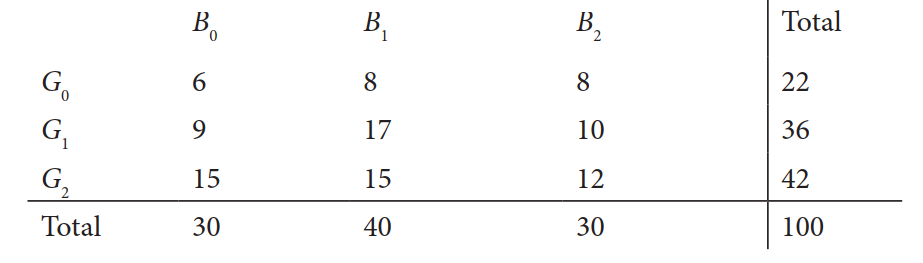 B₀ B₁ B₂ Total
G₀ 6 8 8 22
G₁ 9 17 10 36
G₂ 15 15 12 42
Total 30 40 30 100